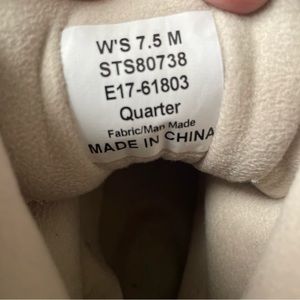 W'S 7.5 M
STS80738
E17-61803
Quarter
Fabric/Man Made
MADE IN CHINA